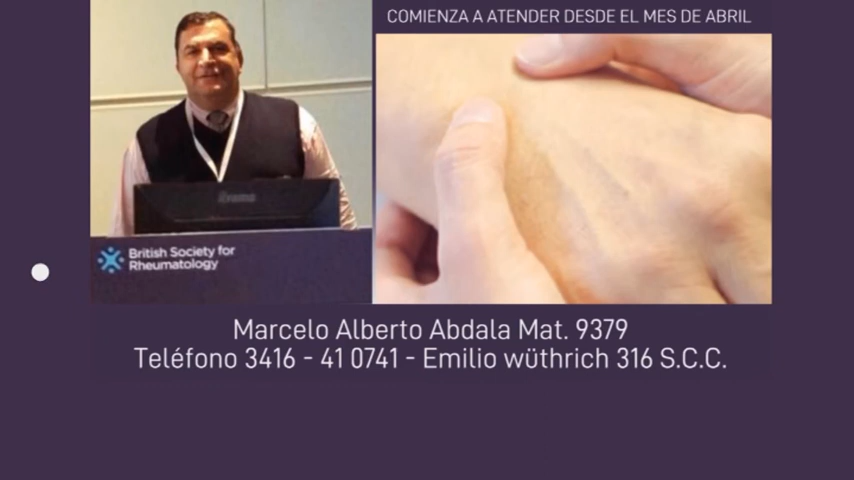 COMIENZA A ATENDER DESDE EL MES DE ABRIL
British Society for
Rheumatology
Marcelo Alberto Abdala Mat. 9379
Teléfono 3416 - 41 0741 - Emilio wüthrich 316 S.C.C.